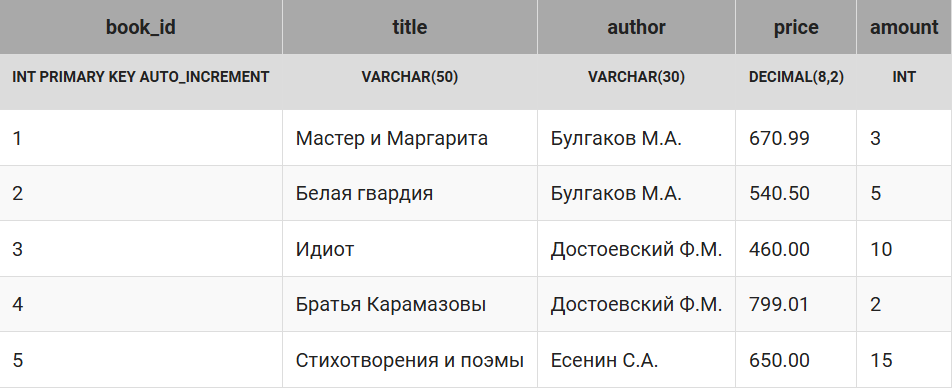 book_id title author price amount
INT PRIMARY KEY AUTO_INCREMENT VARCHAR(50) VARCHAR(30) DECIMAL(8,2) INT
1 Мастер и Маргарита Булгаков М.А. 670.99 3
2 Белая гвардия Булгаков М.А. 540.50 5
3 Идиот Достоевский Ф.М. 460.00 10
4 Братья Карамазовы Достоевский Ф.М. 799.01 2
5 Стихотворения и поэмы Есенин С.А. 650.00 15